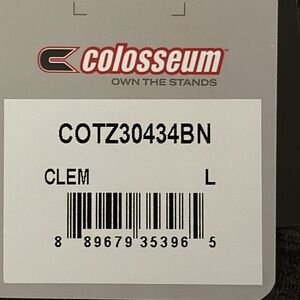 colosseum
OWN THE STANDS
COTZ30434BN
CLEM L
8 89679 35396 5